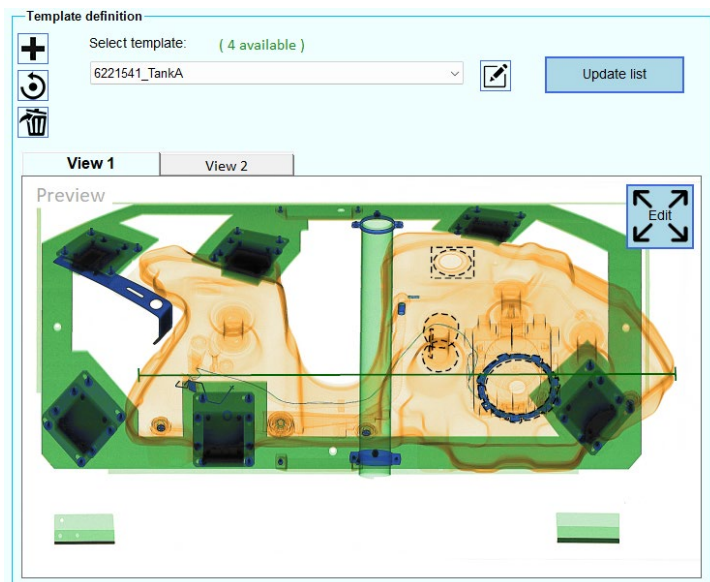 Template definition
Select template: ( 4 available )
6221541_TankA
Update list
View 1
View 2
Preview
Edit